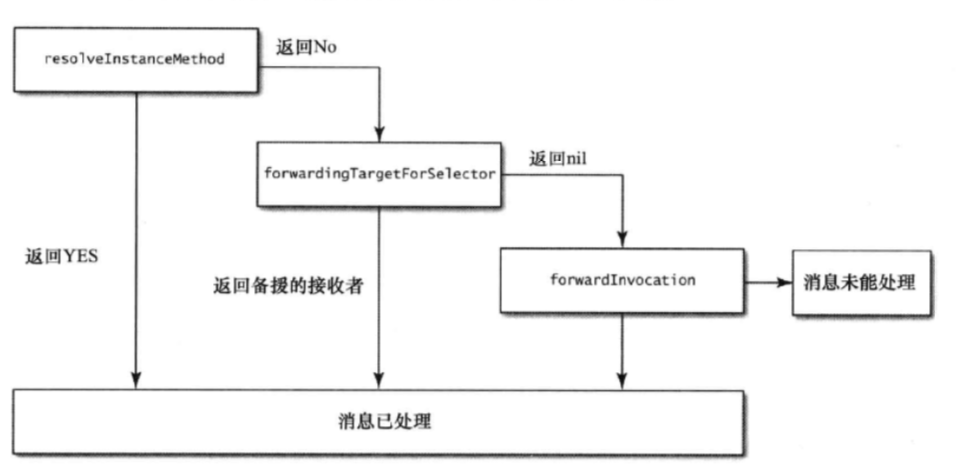 resolveInstanceMethod
返回No
forwardingTargetForSelector
返回nil
返回YES
返回备援的接收者
forwardInvocation
消息未能处理
消息已处理